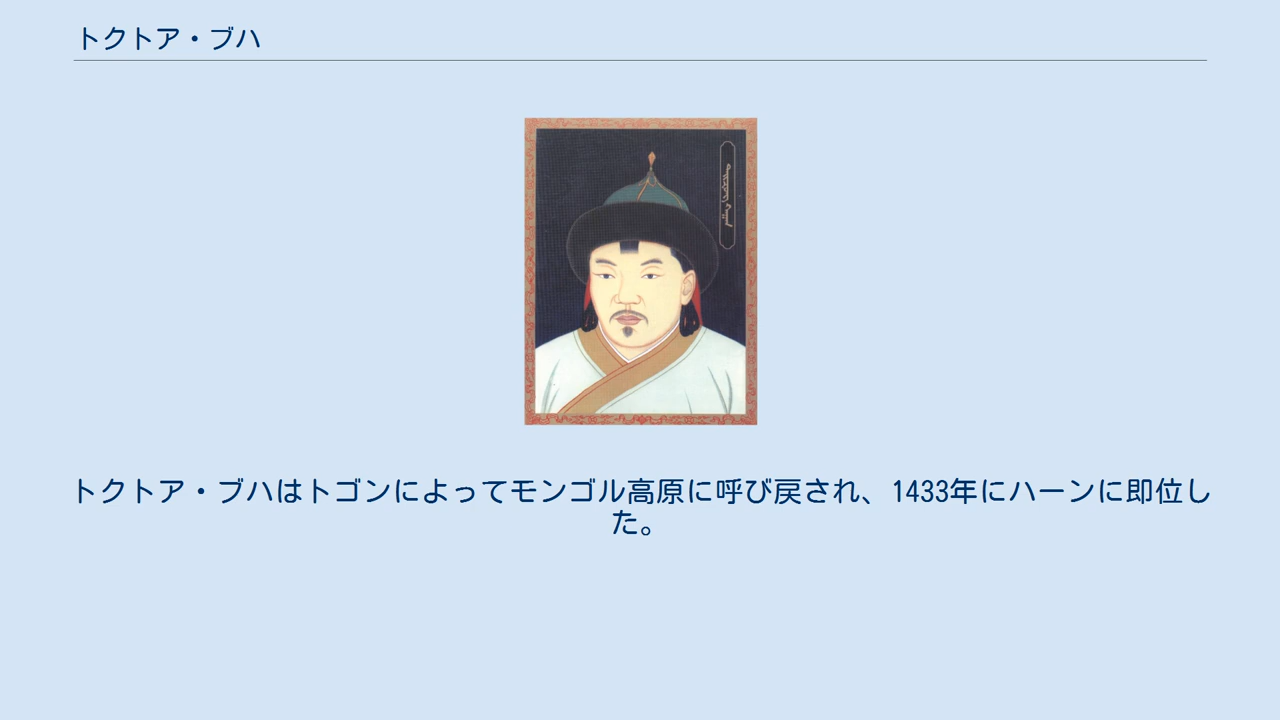 トクトア・ブハ
トクトア・ブハはトゴンによってモンゴル高原に呼び戻され、1433年にハーンに即位し
た。